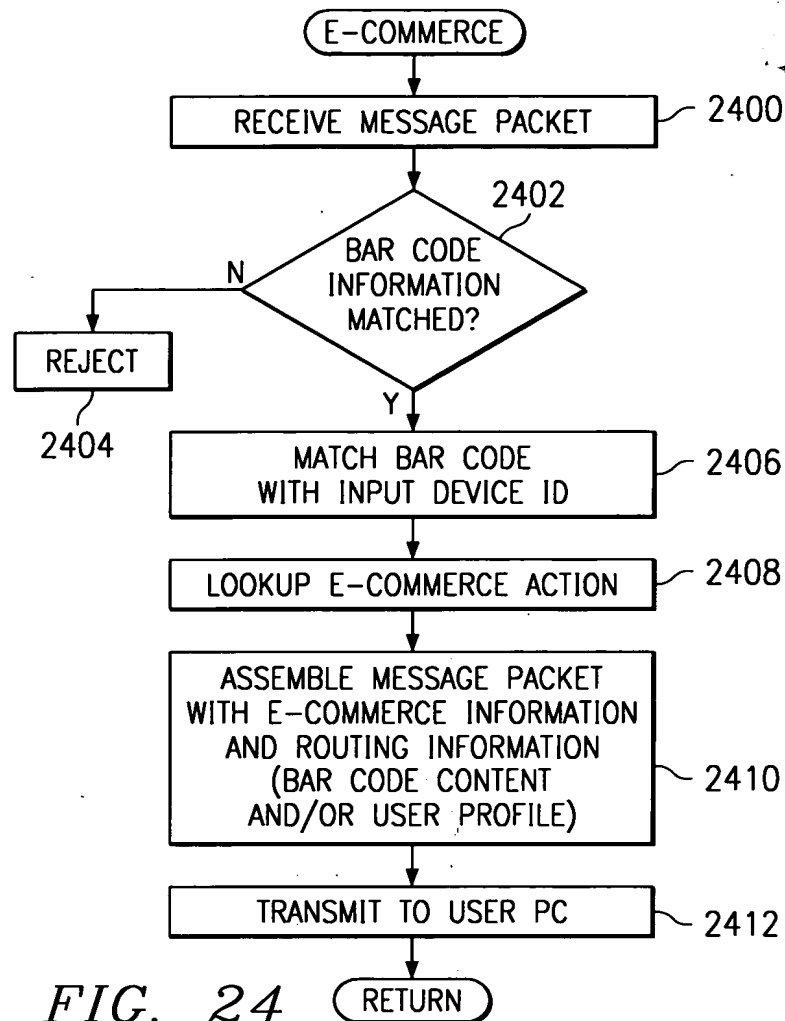 E-COMMERCE
RECEIVE MESSAGE PACKET
2400
2402
BAR CODE
INFORMATION
MATCHED?
N
REJECT
2404
Y
MATCH BAR CODE
WITH INPUT DEVICE ID
2406
LOOKUP E-COMMERCE ACTION
2408
ASSEMBLE MESSAGE PACKET
WITH E-COMMERCE INFORMATION
AND ROUTING INFORMATION
(BAR CODE CONTENT
AND/OR USER PROFILE)
2410
TRANSMIT TO USER PC
2412
FIG. 24
RETURN